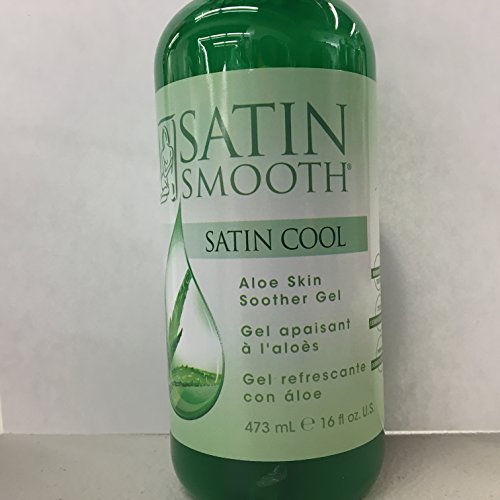 SATIN
SMOOTH®
SATIN COOL
Aloe Skin
Soother Gel
Gel apaisant
à l'aloès
Gel refrescante
con áloe
473 mL ℮ 16 fl oz. U.S.